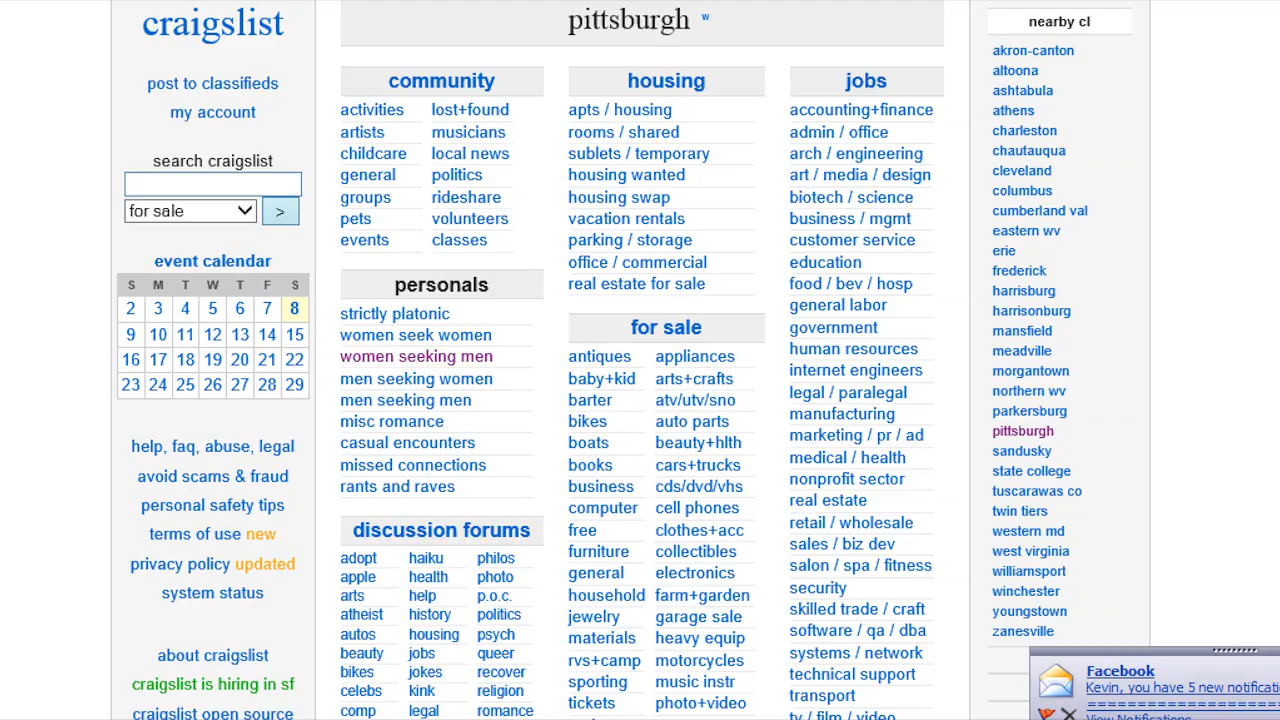 craigslist
post to classifieds
my account
search craigslist
for sale
>
event calendar
S M T W T F S
2 3 4 5 6 7 8
9 10 11 12 13 14 15
16 17 18 19 20 21 22
23 24 25 26 27 28 29
help, faq, abuse, legal
avoid scams & fraud
personal safety tips
terms of use new
privacy policy updated
system status
about craigslist
craigslist is hiring in sf
craigslist open source
pittsburgh w
community
activities lost+found
artists musicians
childcare local news
general politics
groups rideshare
pets volunteers
events classes
personals
strictly platonic
women seek women
women seeking men
men seeking women
men seeking men
misc romance
casual encounters
missed connections
rants and raves
discussion forums
adopt haiku philos
apple health photo
arts help p.o.c.
atheist history politics
autos housing psych
beauty jobs queer
bikes jokes recover
celebs kink religion
comp legal romance
housing
apts / housing
rooms / shared
sublets / temporary
housing wanted
housing swap
vacation rentals
parking / storage
office / commercial
real estate for sale
for sale
antiques appliances
baby+kid arts+crafts
barter atv/utv/sno
bikes auto parts
boats beauty+hlth
books cars+trucks
business cds/dvd/vhs
computer cell phones
free clothes+acc
furniture collectibles
general electronics
household farm+garden
jewelry garage sale
materials heavy equip
rvs+camp motorcycles
sporting music instr
tickets photo+video
jobs
accounting+finance
admin / office
arch / engineering
art / media / design
biotech / science
business / mgmt
customer service
education
food / bev / hosp
general labor
government
human resources
internet engineers
legal / paralegal
manufacturing
marketing / pr / ad
medical / health
nonprofit sector
real estate
retail / wholesale
sales / biz dev
salon / spa / fitness
security
skilled trade / craft
software / qa / dba
systems / network
technical support
transport
tv / film / video
nearby cl
akron-canton
altoona
ashtabula
athens
charleston
chautauqua
cleveland
columbus
cumberland val
eastern wv
erie
frederick
harrisburg
harrisonburg
mansfield
meadville
morgantown
northern wv
parkersburg
pittsburgh
sandusky
state college
tuscarawas co
twin tiers
western md
west virginia
williamsport
winchester
youngstown
zanesville
Facebook
Kevin, you have 5 new notificati
View Notifications